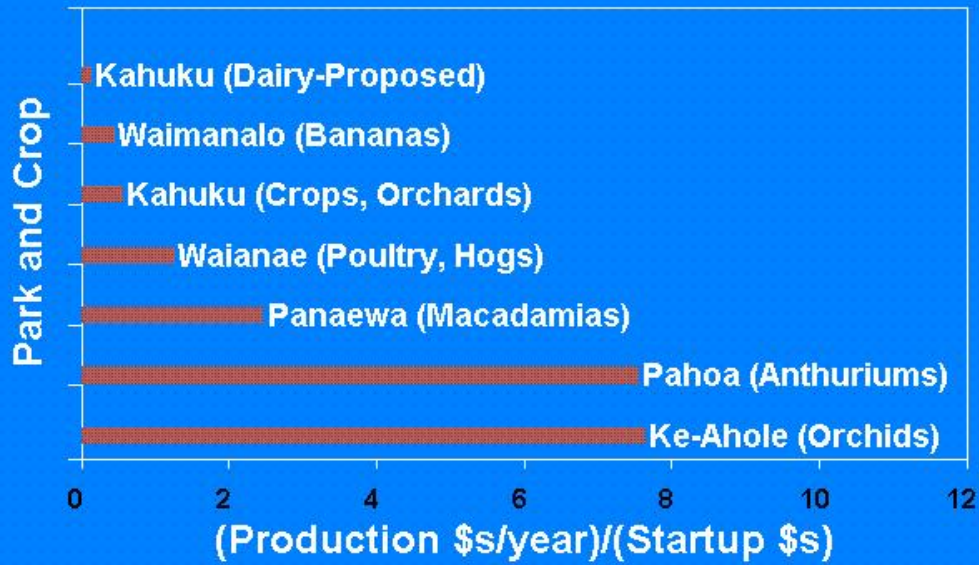 Park and Crop
Kahuku (Dairy-Proposed)
Waimanalo (Bananas)
Kahuku (Crops, Orchards)
Waianae (Poultry, Hogs)
Panaewa (Macadamias)
Pahoa (Anthuriums)
Ke-Ahole (Orchids)
0 2 4 6 8 10 12
(Production $s/year)/(Startup $s)